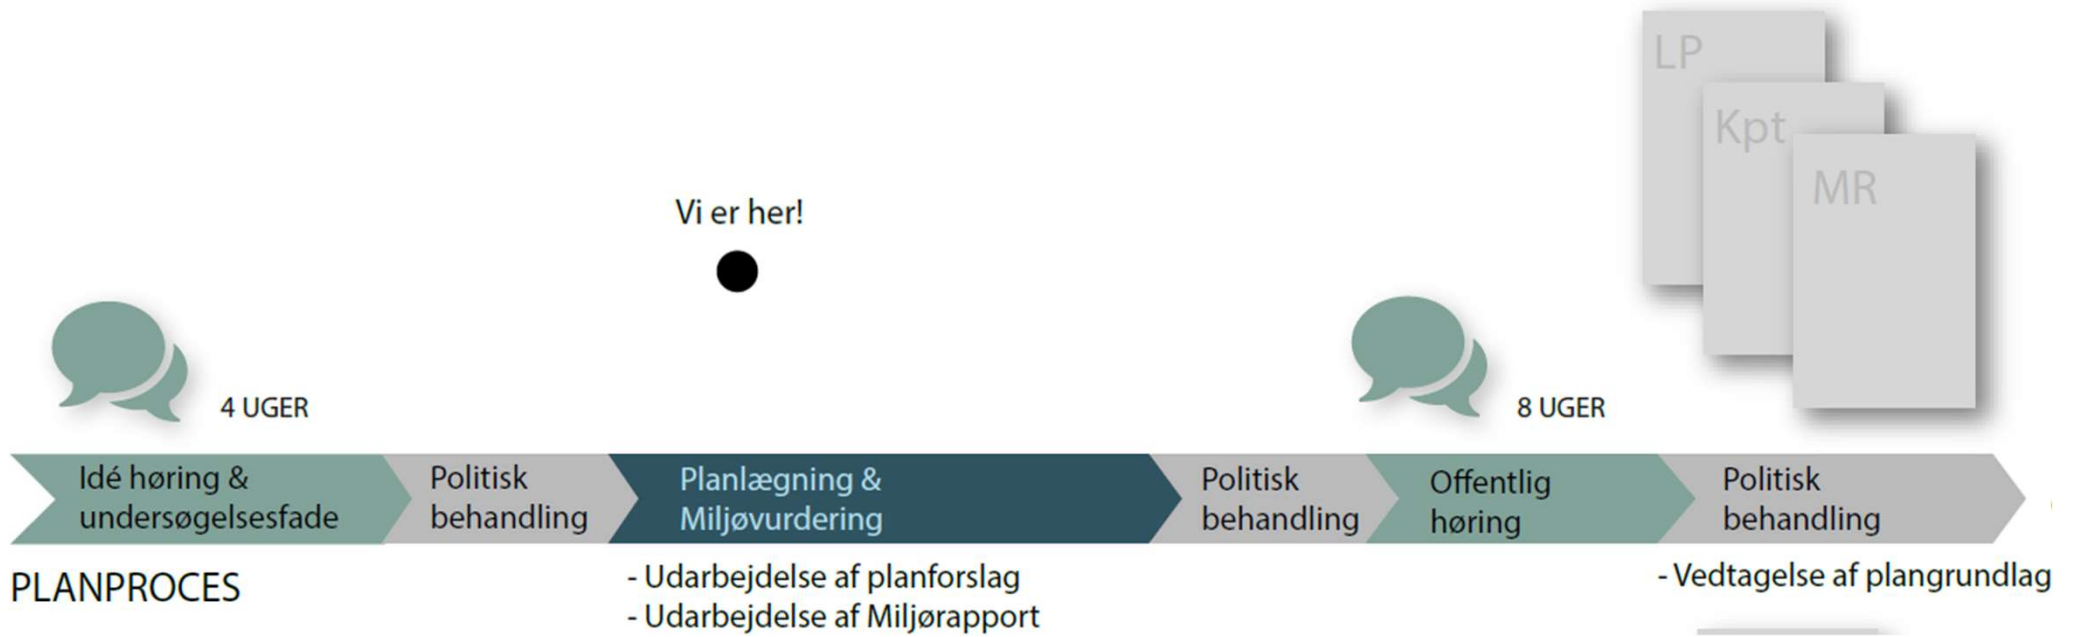 LP
Kpt
MR
Vi er her!
4 UGER
8 UGER
Idé høring &
undersøgelsesfade
Politisk
behandling
Planlægning &
Miljøvurdering
Politisk
behandling
Offentlig
høring
Politisk
behandling
PLANPROCES
- Udarbejdelse af planforslag
- Udarbejdelse af Miljørapport
- Vedtagelse af plangrundlag